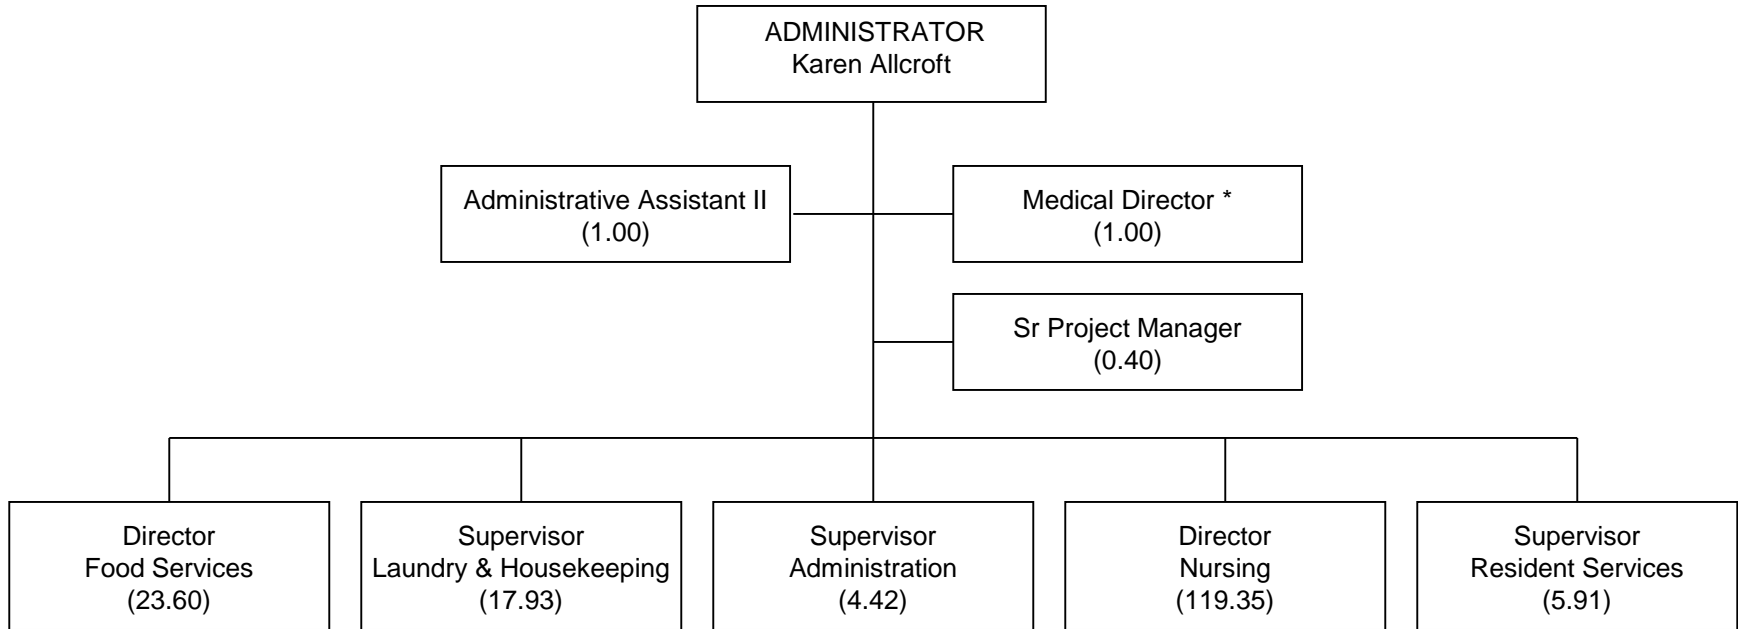 ADMINISTRATOR
Karen Allcroft
Administrative Assistant II
(1.00)
Medical Director *
(1.00)
Sr Project Manager
(0.40)
Director
Food Services
(23.60)
Supervisor
Laundry & Housekeeping
(17.93)
Supervisor
Administration
(4.42)
Director
Nursing
(119.35)
Supervisor
Resident Services
(5.91)